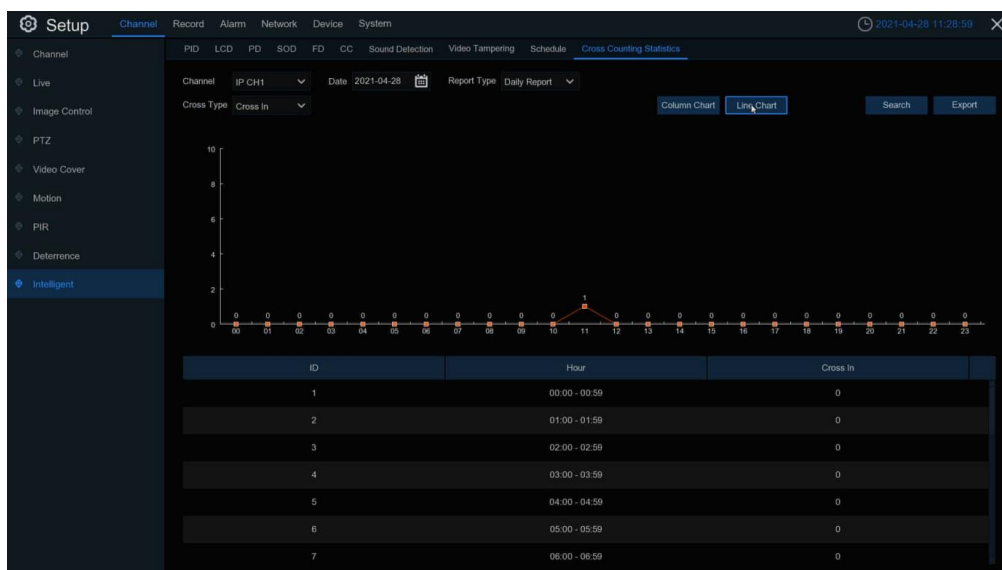 Setup Channel Record Alarm Network Device System 2021-04-28 11:28:59
PID LCD PD SOD FD CC Sound Detection Video Tampering Schedule Cross Counting Statistics
Channel
Live
Image Control
PTZ
Video Cover
Motion
PIR
Deterrence
Intelligent
Channel IP CH1 Date 2021-04-28 Report Type Daily Report
Cross Type Cross In Column Chart Line Chart Search Export
10
8
6
4
2
0
0 0 0 0 0 0 0 0 0 0 0 1 0 0 0 0 0 0 0 0 0 0 0 0
00 01 02 03 04 05 06 07 08 09 10 11 12 13 14 15 16 17 18 19 20 21 22 23
ID Hour Cross In
1 00:00 - 00:59 0
2 01:00 - 01:59 0
3 02:00 - 02:59 0
4 03:00 - 03:59 0
5 04:00 - 04:59 0
6 05:00 - 05:59 0
7 06:00 - 06:59 0